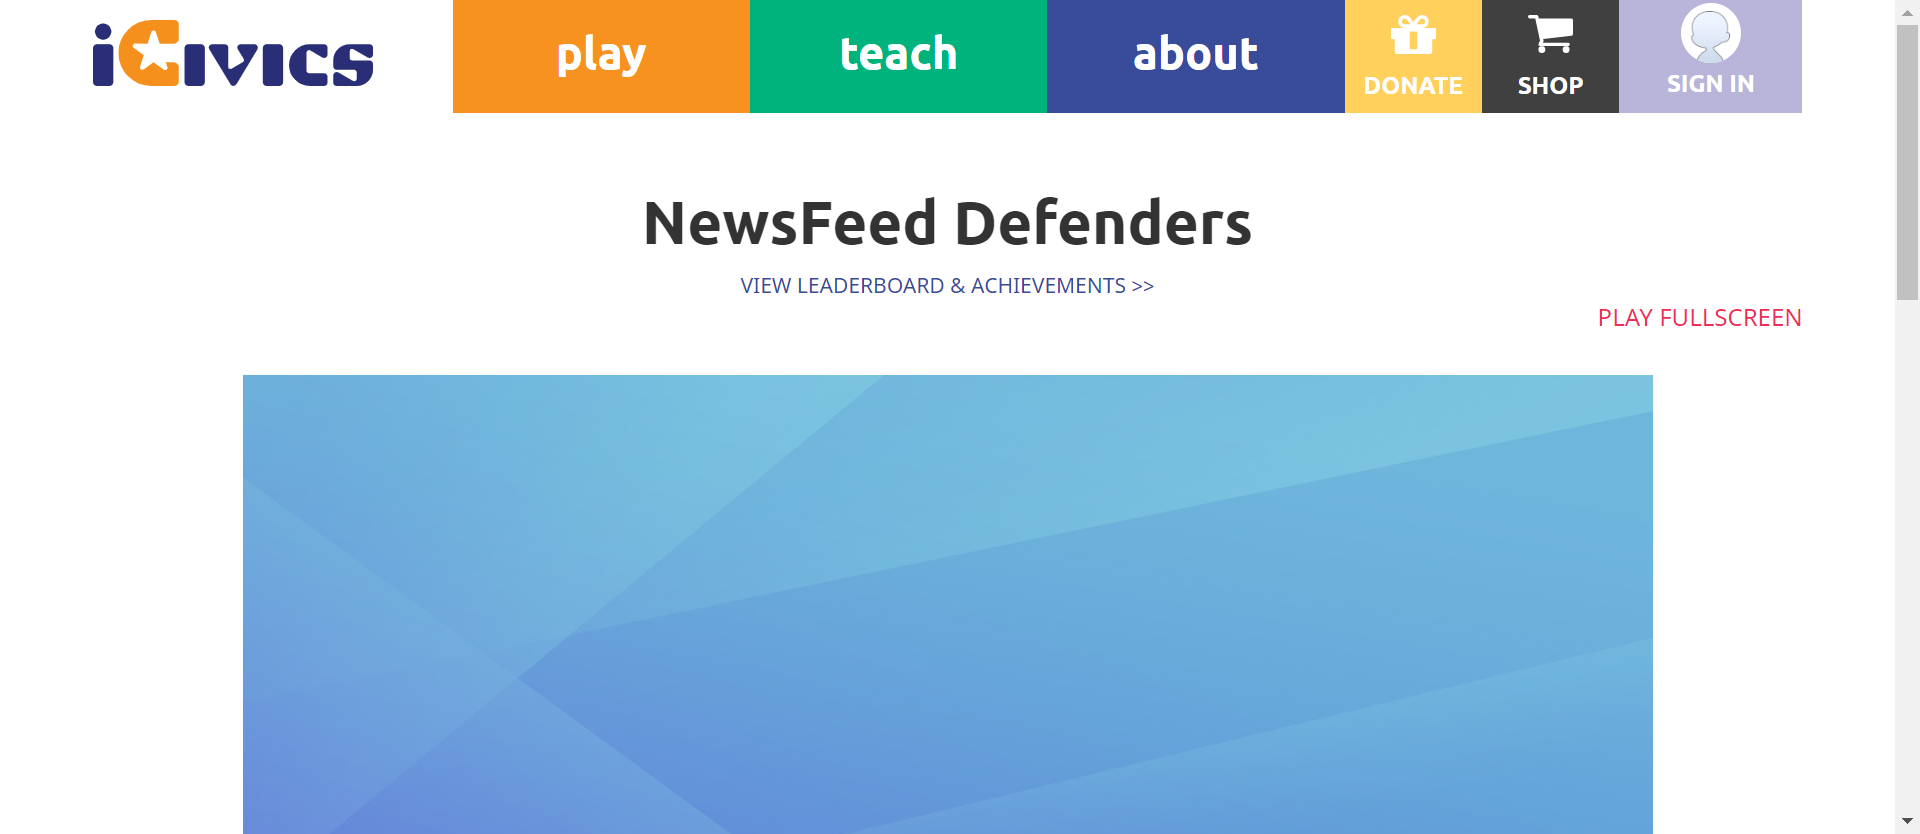 iCivics
play
teach
about
DONATE
SHOP
SIGN IN
NewsFeed Defenders
VIEW LEADERBOARD & ACHIEVEMENTS >>
PLAY FULLSCREEN